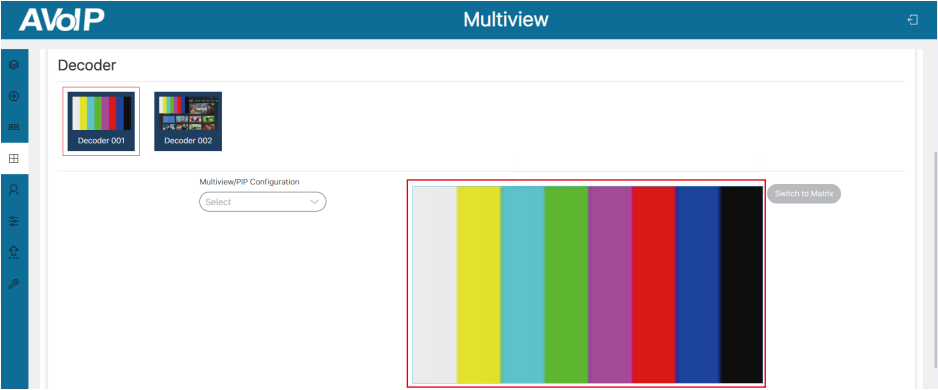 AVoIP
Multiview
Decoder
Decoder 001
Decoder 002
Multiview/PIP Configuration
Select
Switch to Matrix